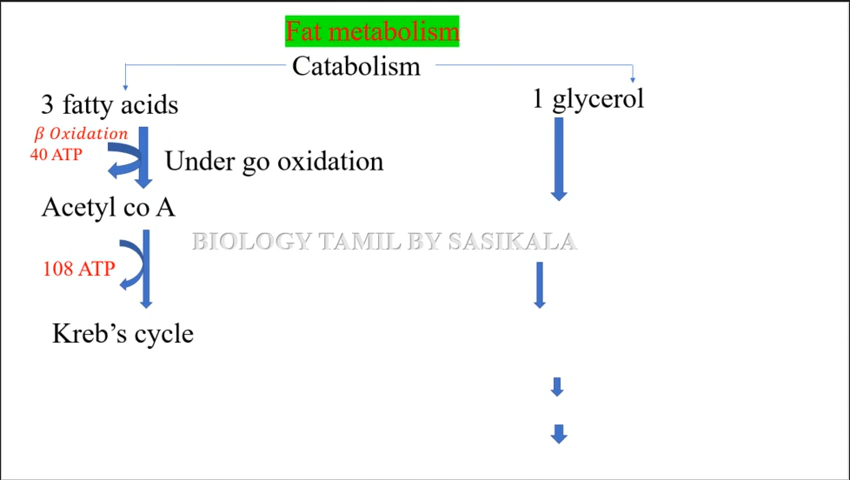 Fat metabolism
Catabolism
3 fatty acids
1 glycerol
β Oxidation
40 ATP
Under go oxidation
Acetyl co A
BIOLOGY TAMIL BY SASIKALA
108 ATP
Kreb’s cycle